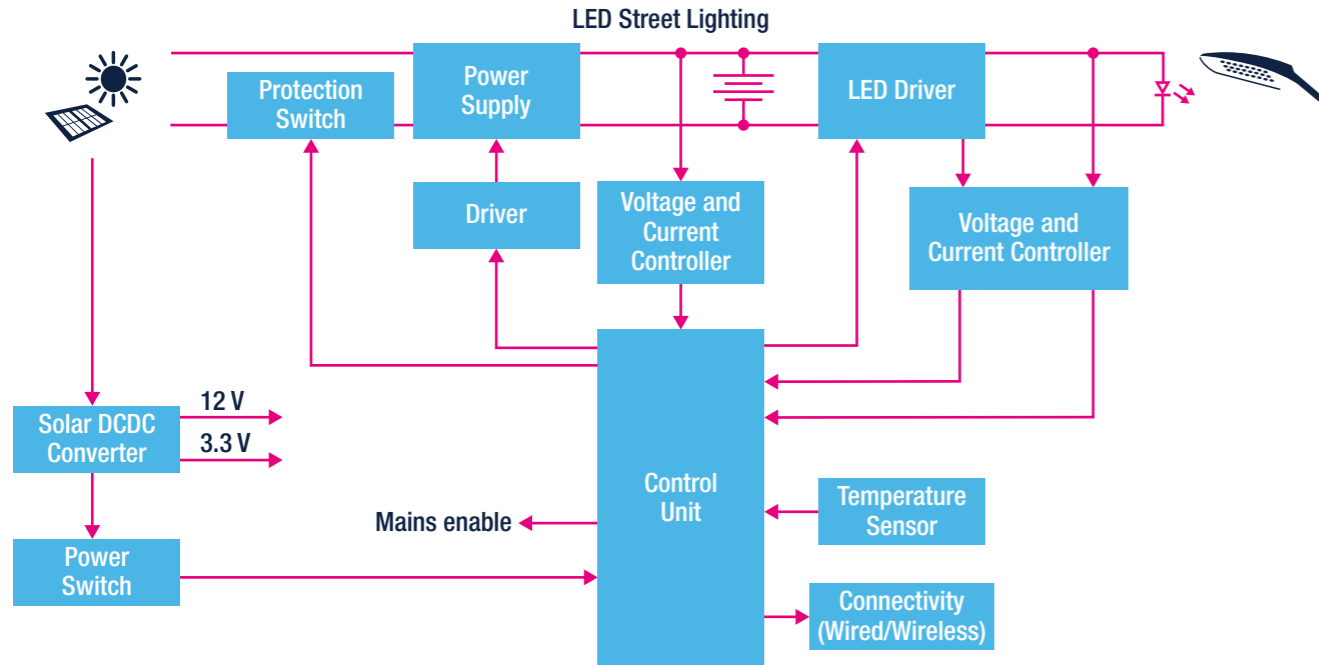 LED Street Lighting
Protection
Switch
Power
Supply
LED Driver
Driver
Voltage and
Current
Controller
Voltage and
Current Controller
12 V
Solar DCDC
Converter
3.3 V
Control
Unit
Temperature
Sensor
Mains enable
Power
Switch
Connectivity
(Wired/Wireless)